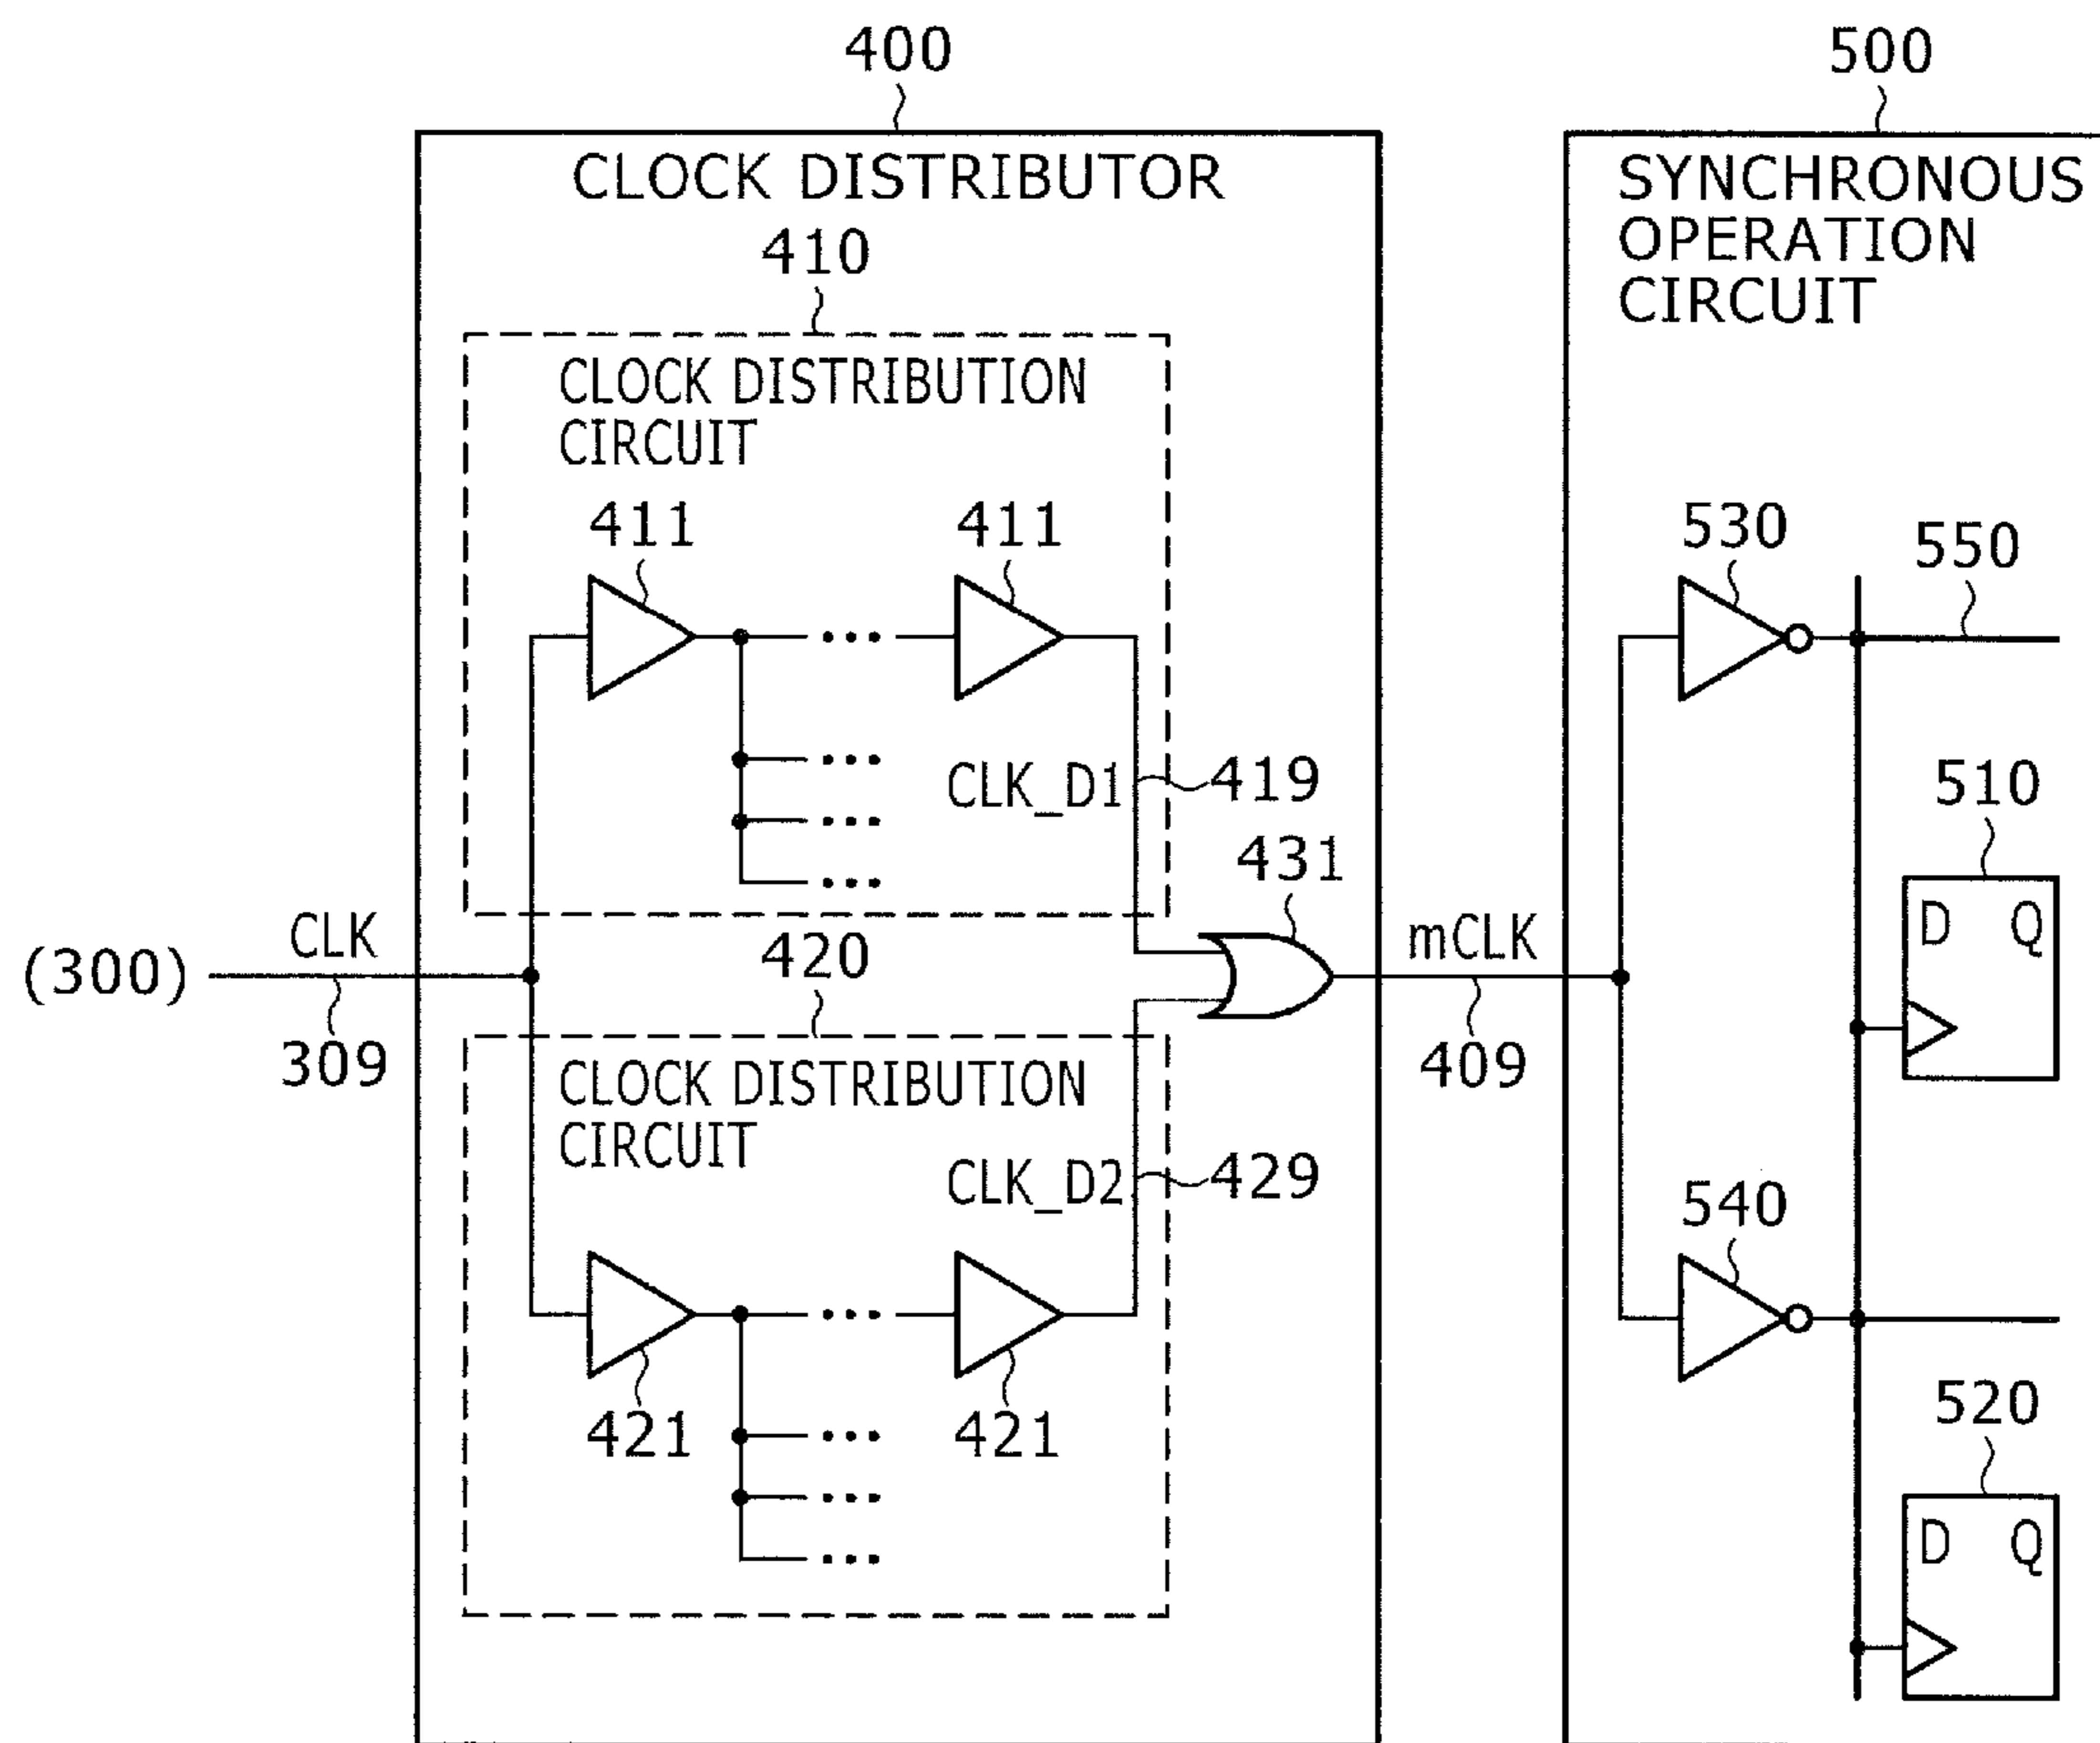 400
500
CLOCK DISTRIBUTOR
SYNCHRONOUS
OPERATION
CIRCUIT
410
CLOCK DISTRIBUTION
CIRCUIT
411
411
530
550
CLK_D1
419
510
431
D Q
CLK
(300)
309
420
mCLK
409
CLOCK DISTRIBUTION
CIRCUIT
CLK_D2
429
540
421
421
520
D Q